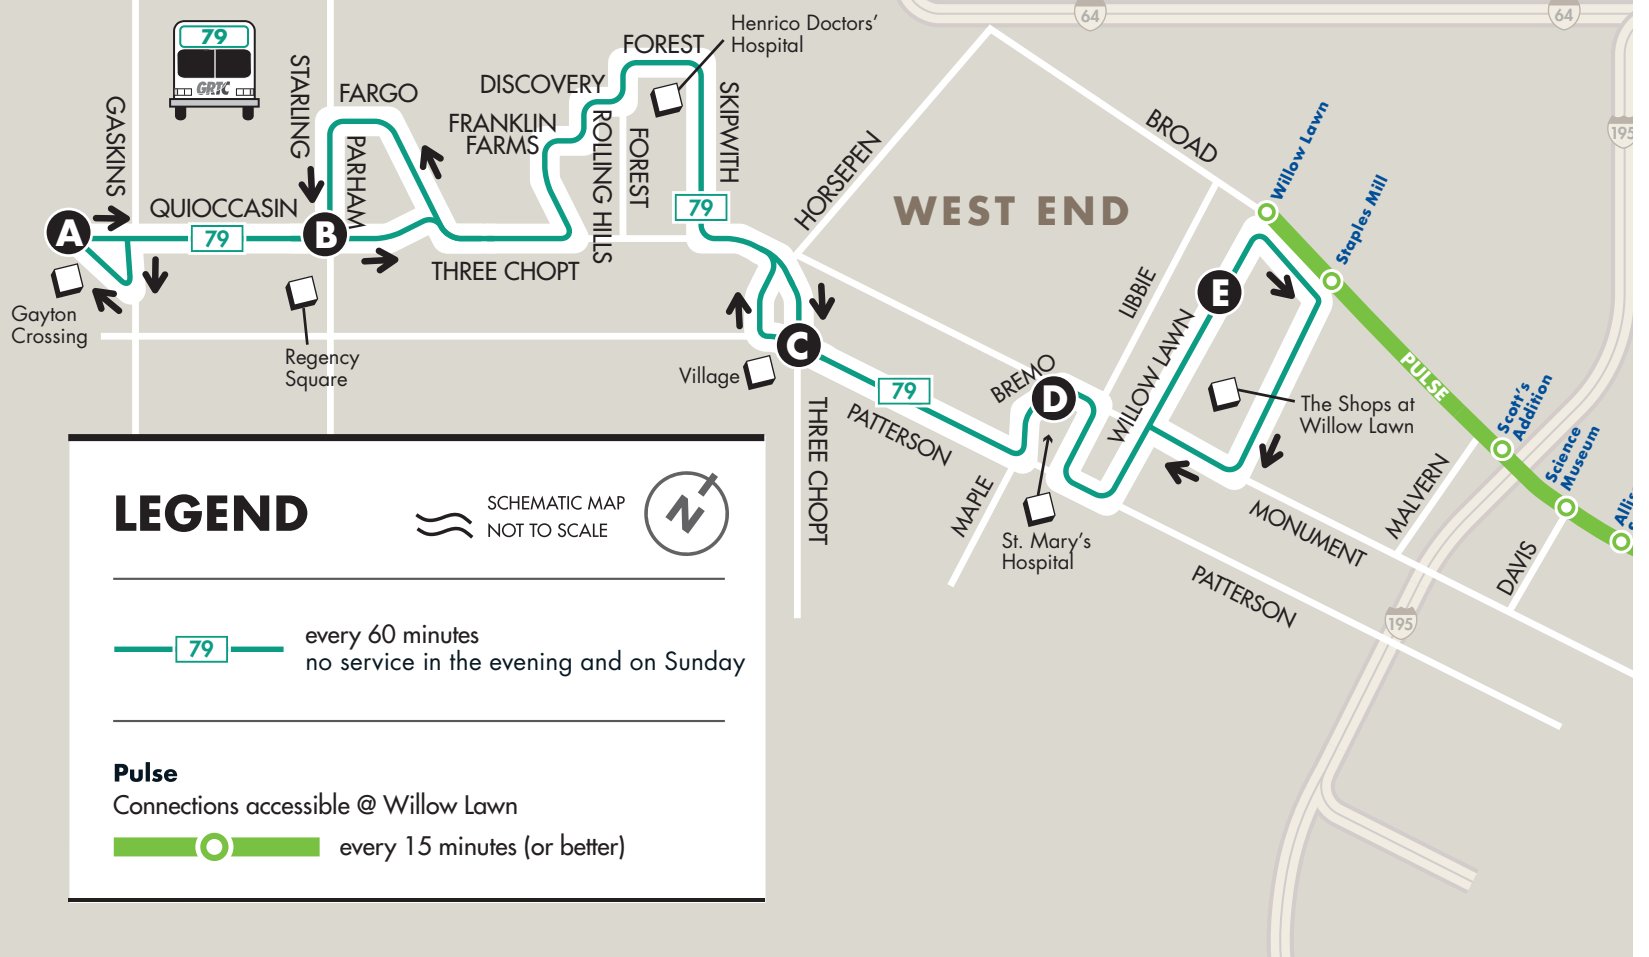 79
GRTC
GASKINS
STARLING
FARGO
PARHAM
QUIOCCASIN
79
A
B
Gayton
Crossing
Regency
Square
THREE CHOPT
FRANKLIN
FARMS
DISCOVERY
ROLLING HILLS
FOREST
FOREST
Henrico Doctors'
Hospital
SKIPWITH
79
HORSEPEN
WEST END
BROAD
64
64
195
Willow Lawn
Staples Mill
LIBBIE
E
WILLOW LAWN
PULSE
The Shops at
Willow Lawn
Scott's
Addition
Science
Museum
C
Village
79
PATTERSON
THREE CHOPT
BREMO
D
MAPLE
St. Mary's
Hospital
MONUMENT
MALVERN
DAVIS
PATTERSON
195
LEGEND
SCHEMATIC MAP
NOT TO SCALE
N
79
every 60 minutes
no service in the evening and on Sunday
Pulse
Connections accessible @ Willow Lawn
every 15 minutes (or better)